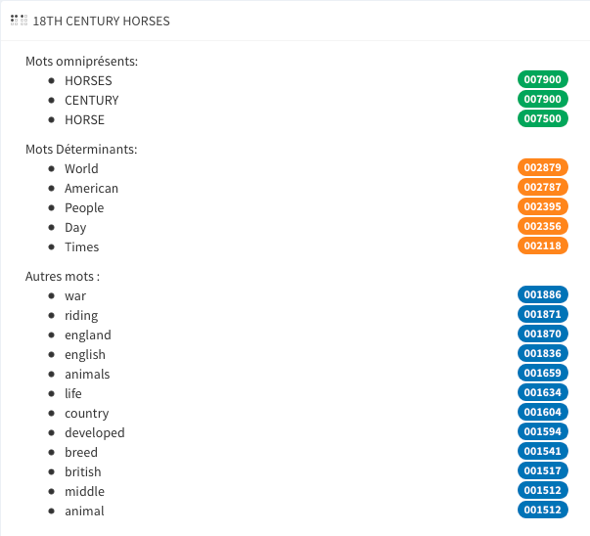 18TH CENTURY HORSES
Mots omniprésents:
HORSES 007900
CENTURY 007900
HORSE 007500
Mots Déterminants:
World 002879
American 002787
People 002395
Day 002356
Times 002118
Autres mots :
war 001886
riding 001871
england 001870
english 001836
animals 001659
life 001634
country 001604
developed 001594
breed 001541
british 001517
middle 001512
animal 001512